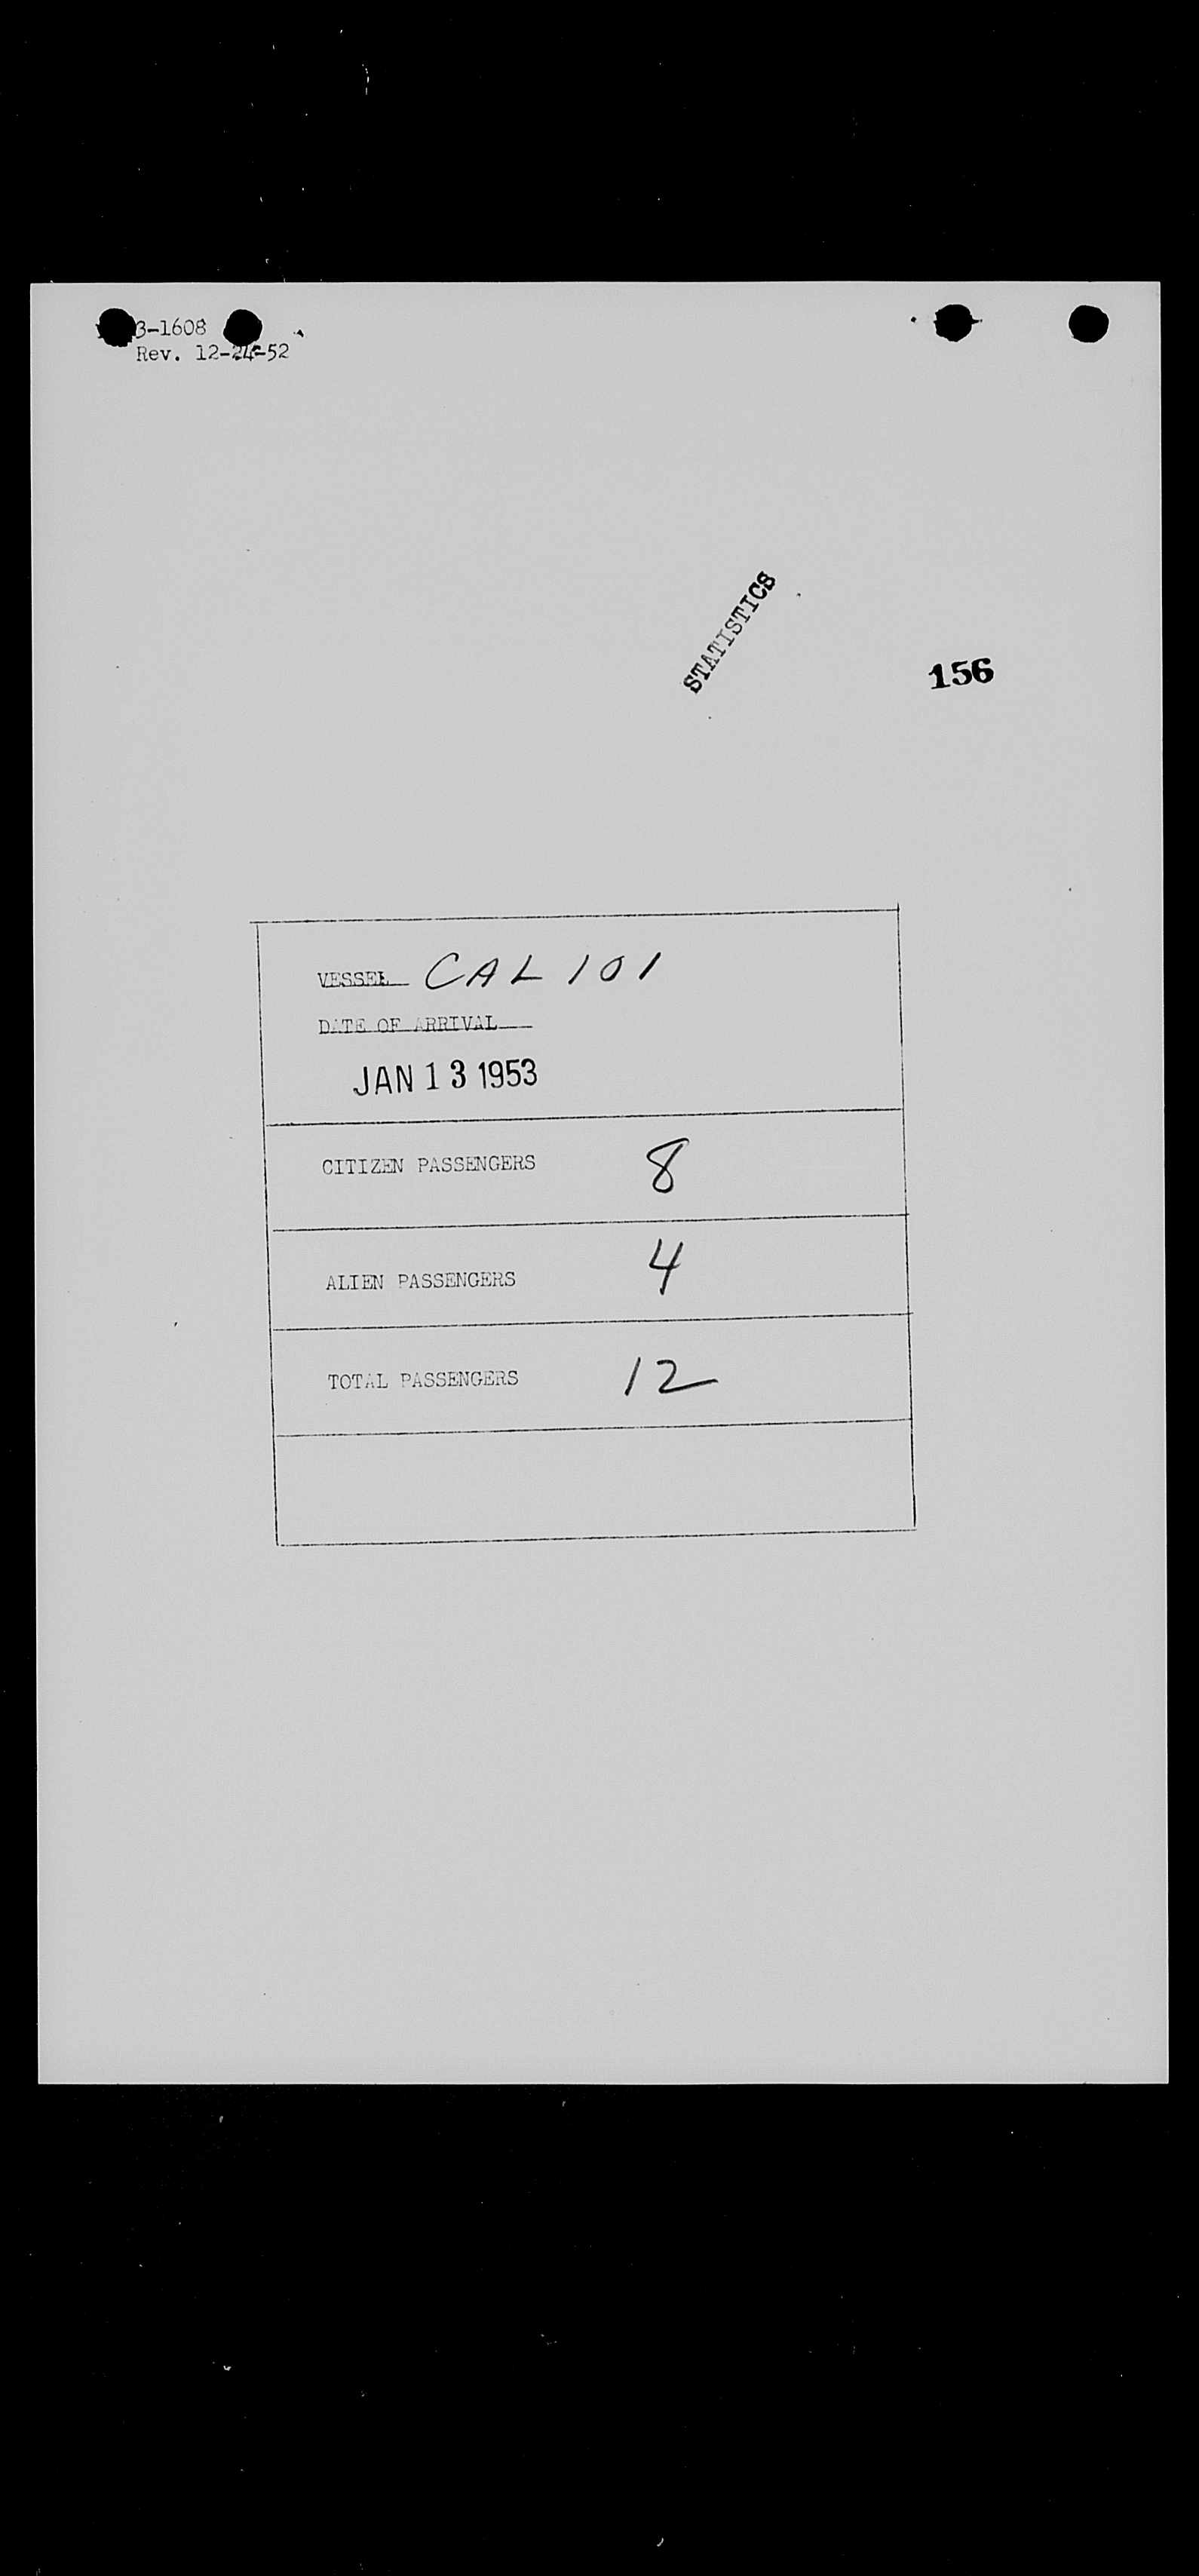 3-1608
Rev. 12-24-52
STATISTICS
156
VESSEL CAL 101
DATE OF ARRIVAL
JAN 13 1953
CITIZEN PASSENGERS 8
ALIEN PASSENGERS 4
TOTAL PASSENGERS 12